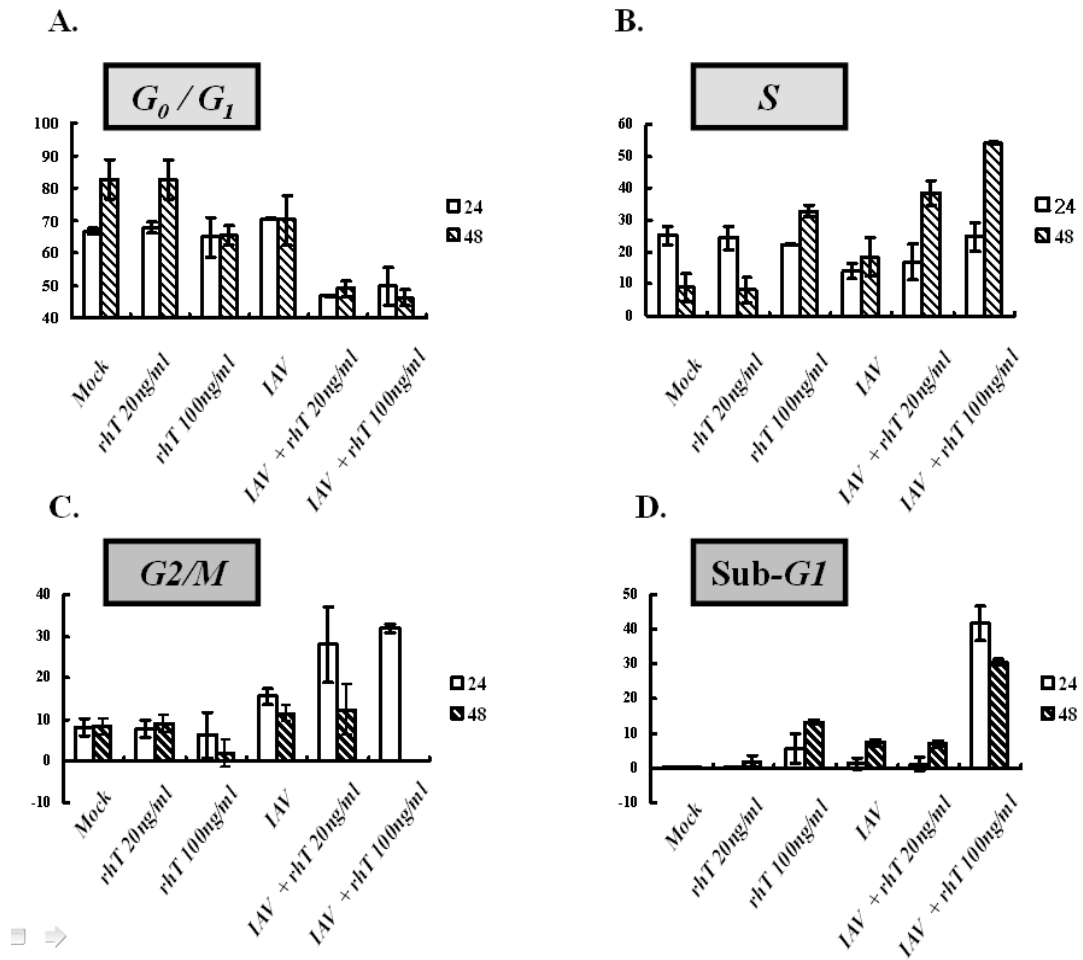 A.
G0 / G1
100
90
80
70
60
50
40
24
48
Mock
rhT 20ng/ml
rhT 100ng/ml
IAV
IAV + rhT 20ng/ml
IAV + rhT 100ng/ml
B.
S
60
50
40
30
20
10
0
24
48
Mock
rhT 20ng/ml
rhT 100ng/ml
IAV
IAV + rhT 20ng/ml
IAV + rhT 100ng/ml
C.
G2/M
40
30
20
10
0
-10
24
48
Mock
rhT 20ng/ml
rhT 100ng/ml
IAV
IAV + rhT 20ng/ml
IAV + rhT 100ng/ml
D.
Sub-G1
50
40
30
20
10
0
-10
24
48
Mock
rhT 20ng/ml
rhT 100ng/ml
IAV
IAV + rhT 20ng/ml
IAV + rhT 100ng/ml